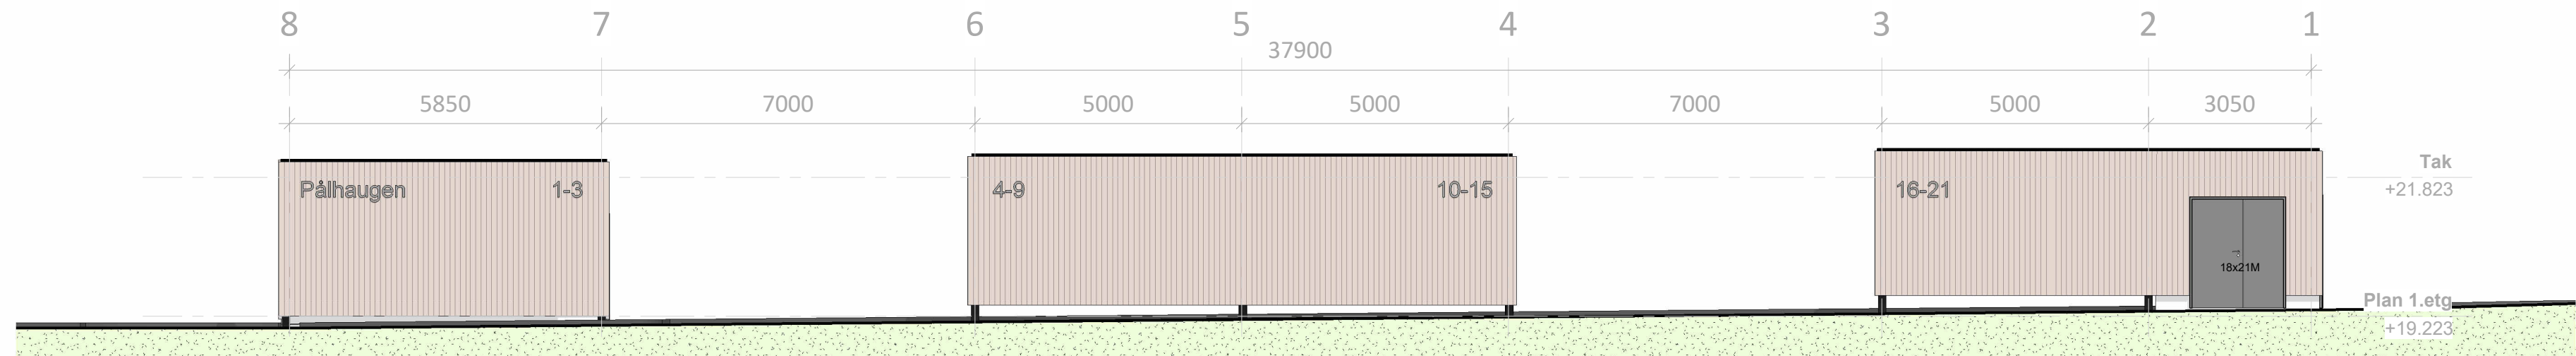 8 7 6 5 4 3 2 1
37900
5850 7000 5000 5000 7000 5000 3050
Tak
+21.823
Pålhaugen 1-3 4-9 10-15 16-21
18x21M
Plan 1.etg
+19.223